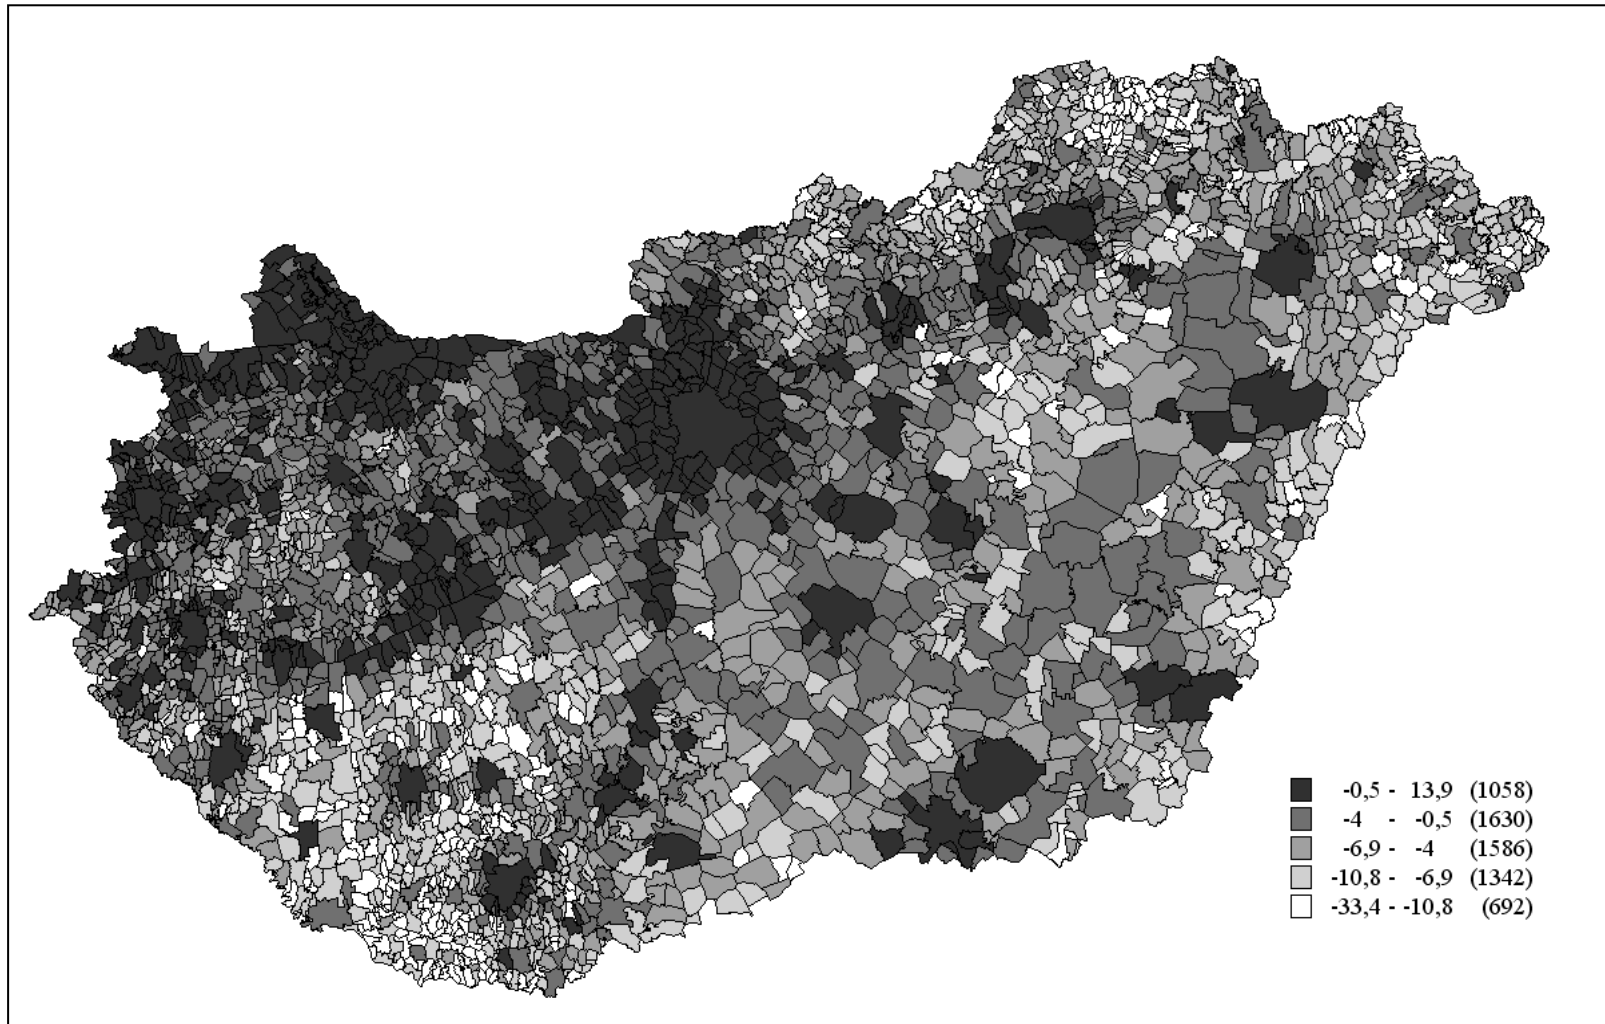 -0,5 - 13,9 (1058)
-4 - -0,5 (1630)
-6,9 - -4 (1586)
-10,8 - -6,9 (1342)
-33,4 - -10,8 (692)